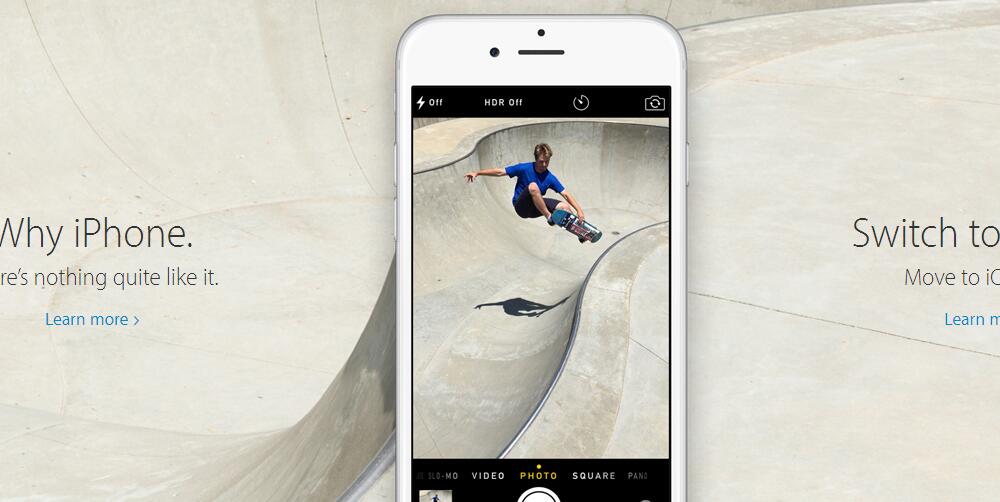 Off HDR Off
Why iPhone.
re's nothing quite like it.
Learn more >
Switch to
Move to iO
Learn m
SLO-MO VIDEO PHOTO SQUARE PANO